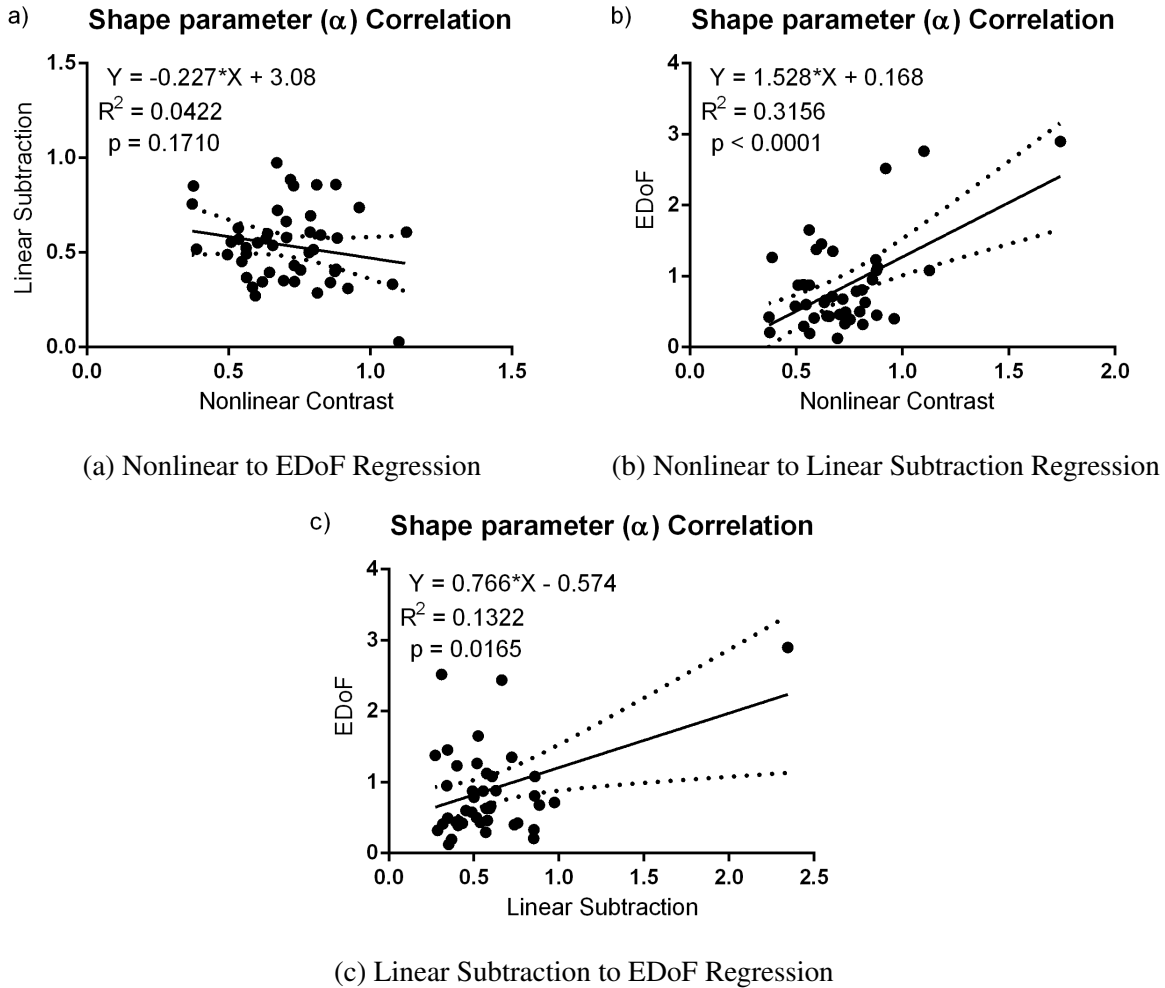 a)
Shape parameter (α) Correlation
Y = -0.227*X + 3.08
R² = 0.0422
p = 0.1710
Linear Subtraction
1.5
1.0
0.5
0.0
0.0 0.5 1.0 1.5
Nonlinear Contrast
(a) Nonlinear to EDoF Regression
b)
Shape parameter (α) Correlation
Y = 1.528*X + 0.168
R² = 0.3156
p < 0.0001
EDoF
4
3
2
1
0
0.0 0.5 1.0 1.5 2.0
Nonlinear Contrast
(b) Nonlinear to Linear Subtraction Regression
c)
Shape parameter (α) Correlation
Y = 0.766*X - 0.574
R² = 0.1322
p = 0.0165
EDoF
4
3
2
1
0
0.0 0.5 1.0 1.5 2.0 2.5
Linear Subtraction
(c) Linear Subtraction to EDoF Regression